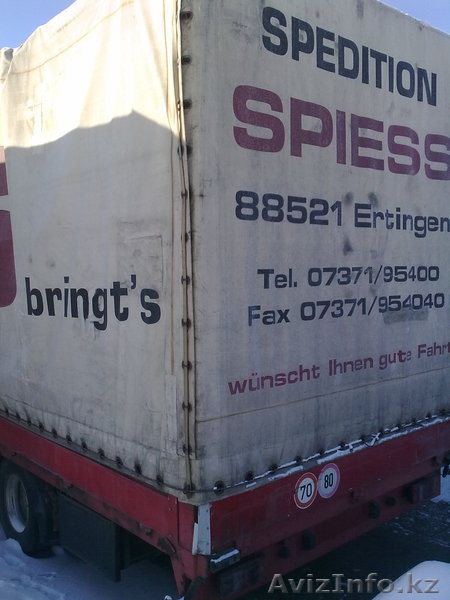 SPEDITION
SPIESS
88521 Ertingen
Tel. 07371/95400
Fax 07371/954040
wünscht Ihnen gute Fahrt
bringt's
70
80
AvizInfo.kz